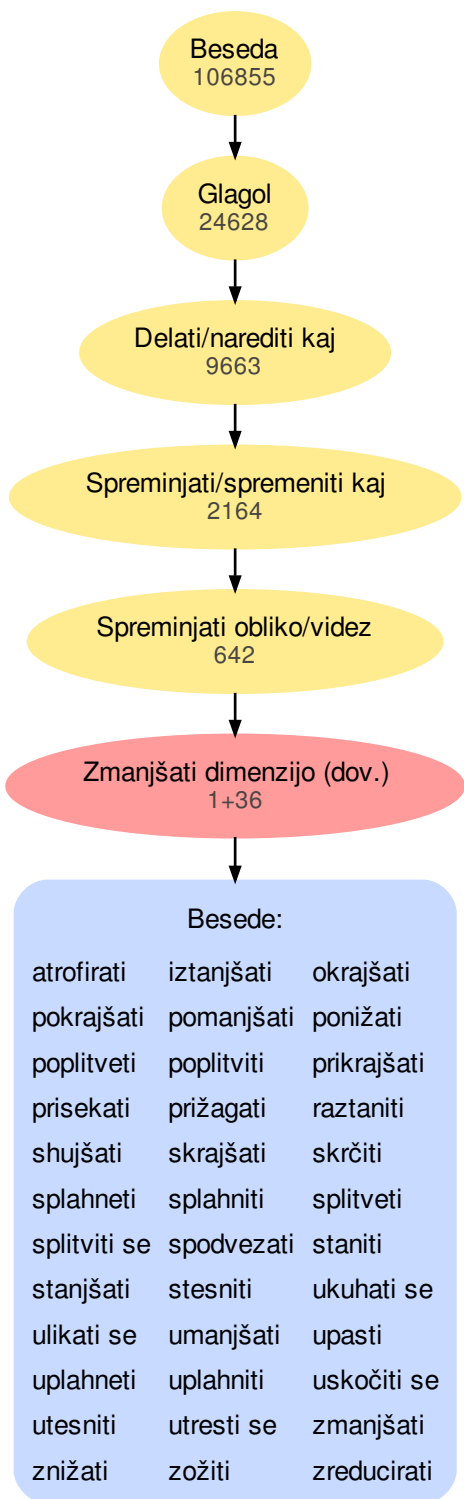 Beseda
106855
Glagol
24628
Delati/narediti kaj
9663
Spreminjati/spremeniti kaj
2164
Spreminjati obliko/videz
642
Zmanjšati dimenzijo (dov.)
1+36
Besede:
atrofirati iztanjšati okrajšati
pokrajšati pomanjšati ponižati
poplitveti poplitviti prikrajšati
prisekati prižagati raztaniti
shujšati skrajšati skrčiti
splahneti splahniti splitveti
splitviti se spodvezati staniti
stanjšati stesniti ukuhati se
ulikati se umanjšati upasti
uplahneti uplahniti uskočiti se
utesniti utresti se zmanjšati
znižati zožiti zreducirati